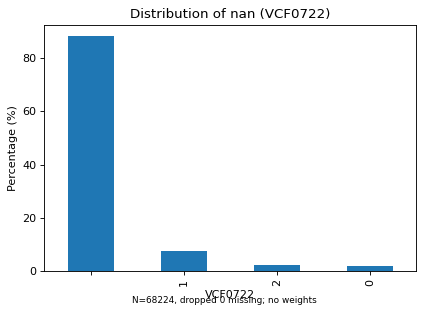 Distribution of nan (VCF0722)
Percentage (%)
80
60
40
20
0
1
2
0
VCF0722
N=68224, dropped 0 missing; no weights